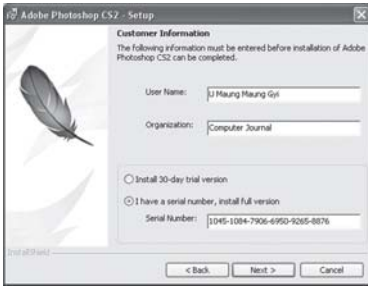 Adobe Photoshop CS2 - Setup
Customer Information
The following information must be entered before installation of Adobe
Photoshop CS2 can be completed.
User Name:
U Maung Maung Gyi
Organization:
Computer Journal
Install 30-day trial version
I have a serial number, install full version
Serial Number:
1045-1084-7906-6950-9265-8876
InstallShield
< Back
Next >
Cancel